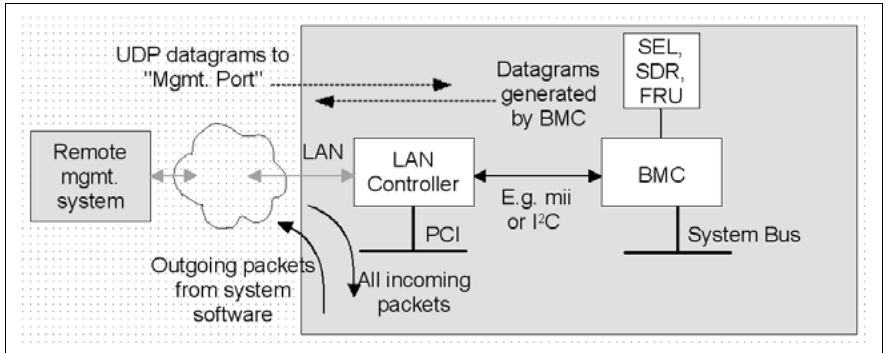 UDP datagrams to
"Mgmt. Port"
Datagrams
generated
by BMC
SEL,
SDR,
FRU
Remote
mgmt.
system
LAN
LAN
Controller
E.g. mii
or I²C
BMC
PCI
System Bus
Outgoing packets
from system
software
All incoming
packets